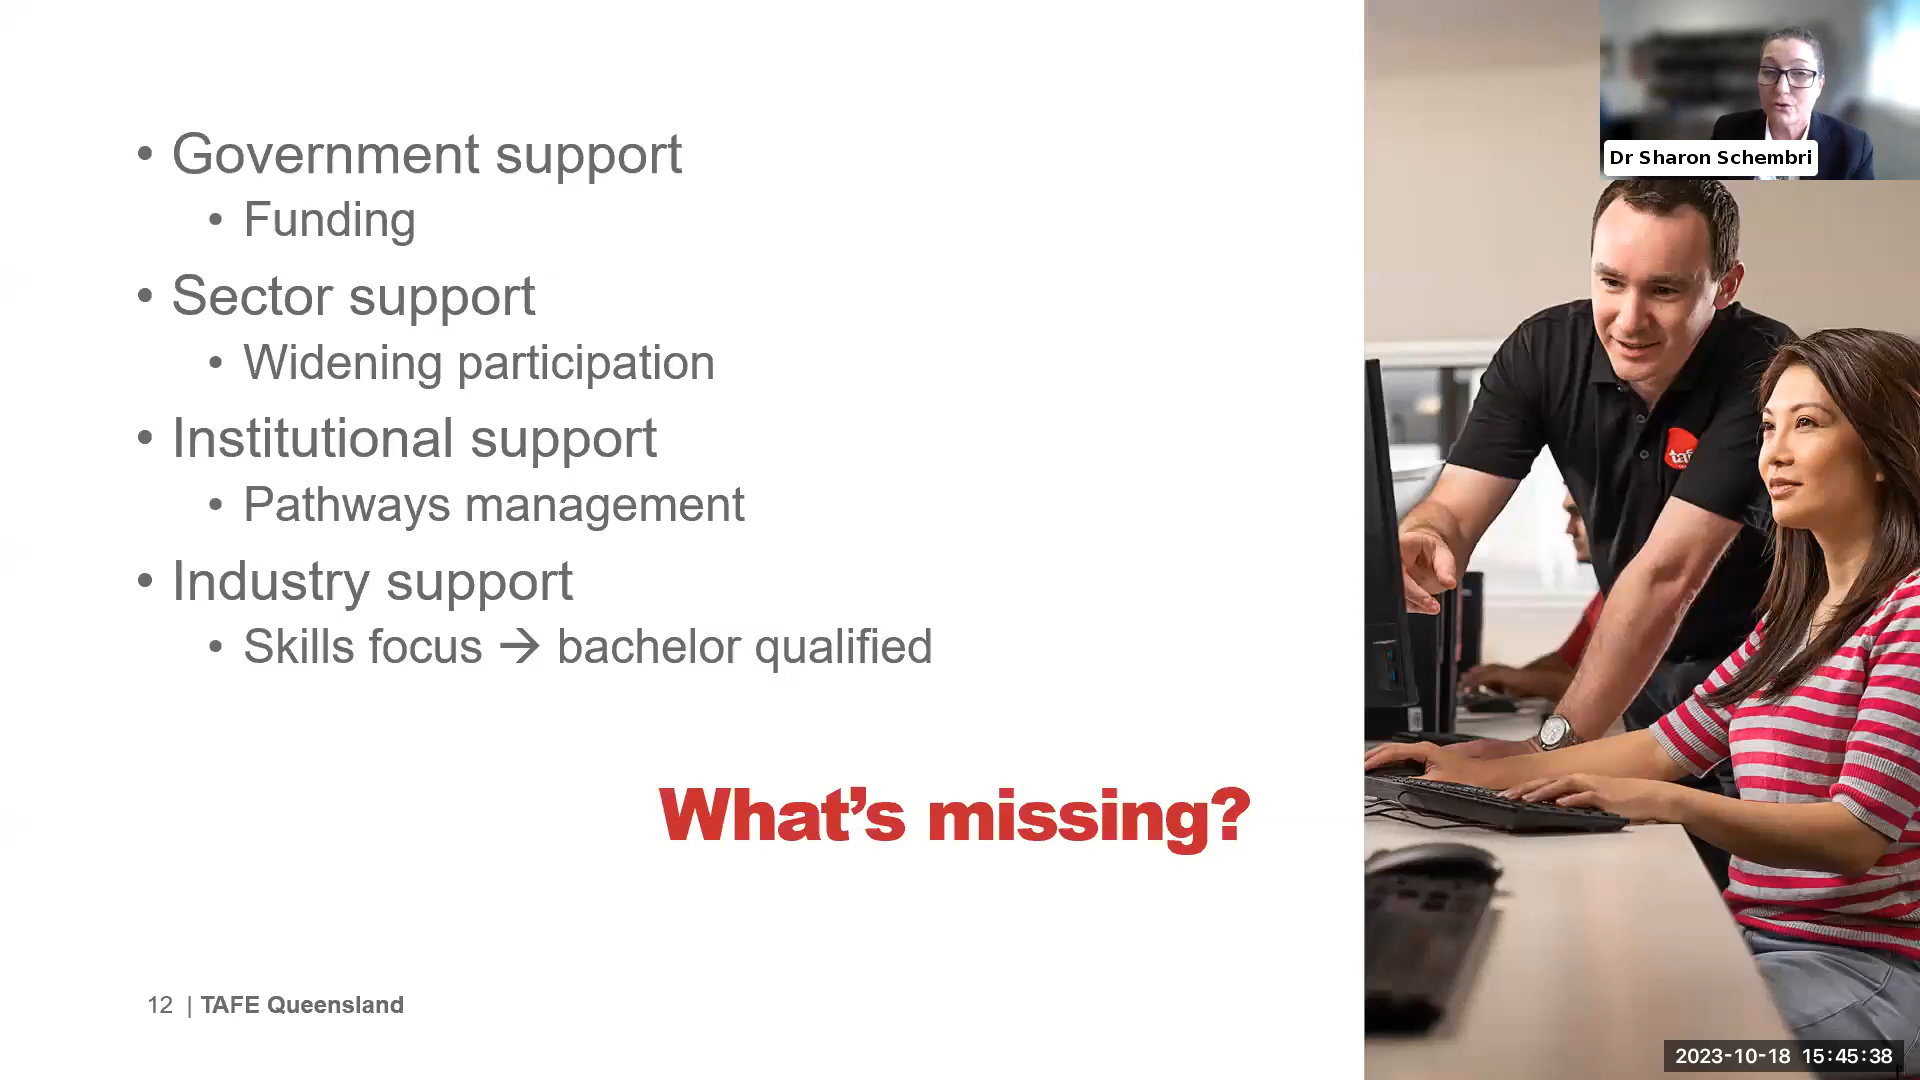 Dr Sharon Schembri
• Government support
• Funding
• Sector support
• Widening participation
• Institutional support
• Pathways management
• Industry support
• Skills focus → bachelor qualified
What's missing?
12 | TAFE Queensland
2023-10-18 15:45:38